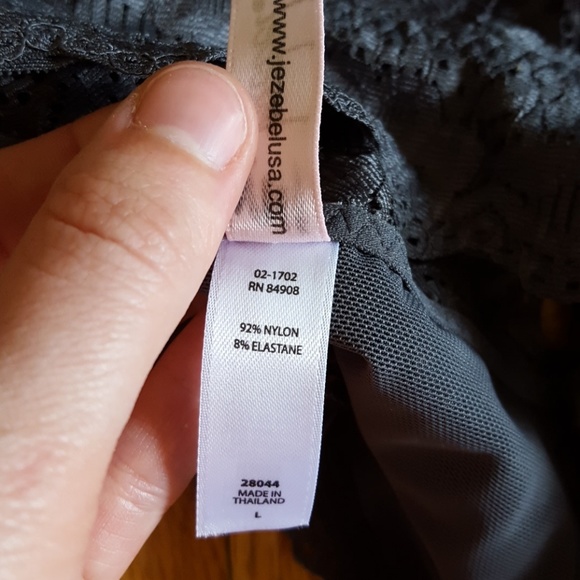 www.jezebelusa.com
02-1702
RN 84908
92% NYLON
8% ELASTANE
28044
MADE IN
THAILAND
L